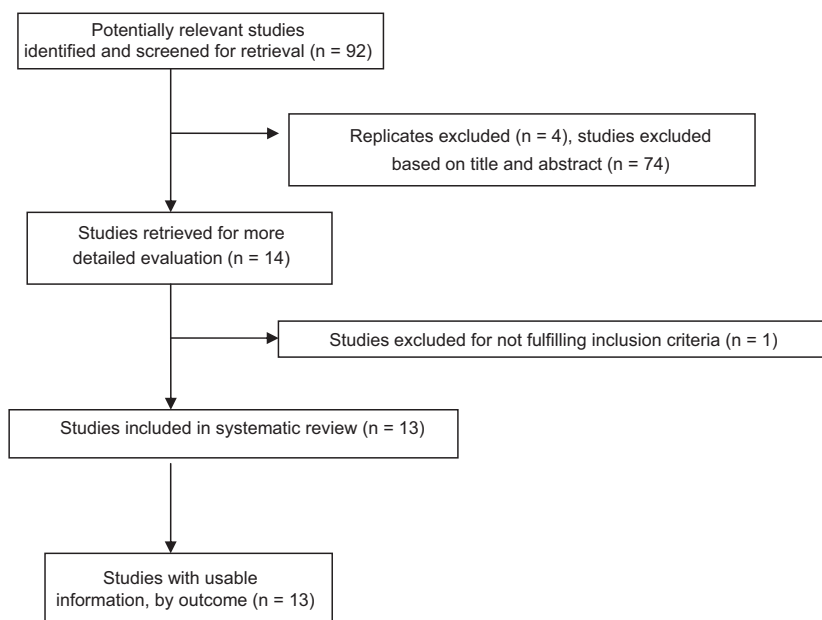 Potentially relevant studies
identified and screened for retrieval (n = 92)
Replicates excluded (n = 4), studies excluded
based on title and abstract (n = 74)
Studies retrieved for more
detailed evaluation (n = 14)
Studies excluded for not fulfilling inclusion criteria (n = 1)
Studies included in systematic review (n = 13)
Studies with usable
information, by outcome (n = 13)